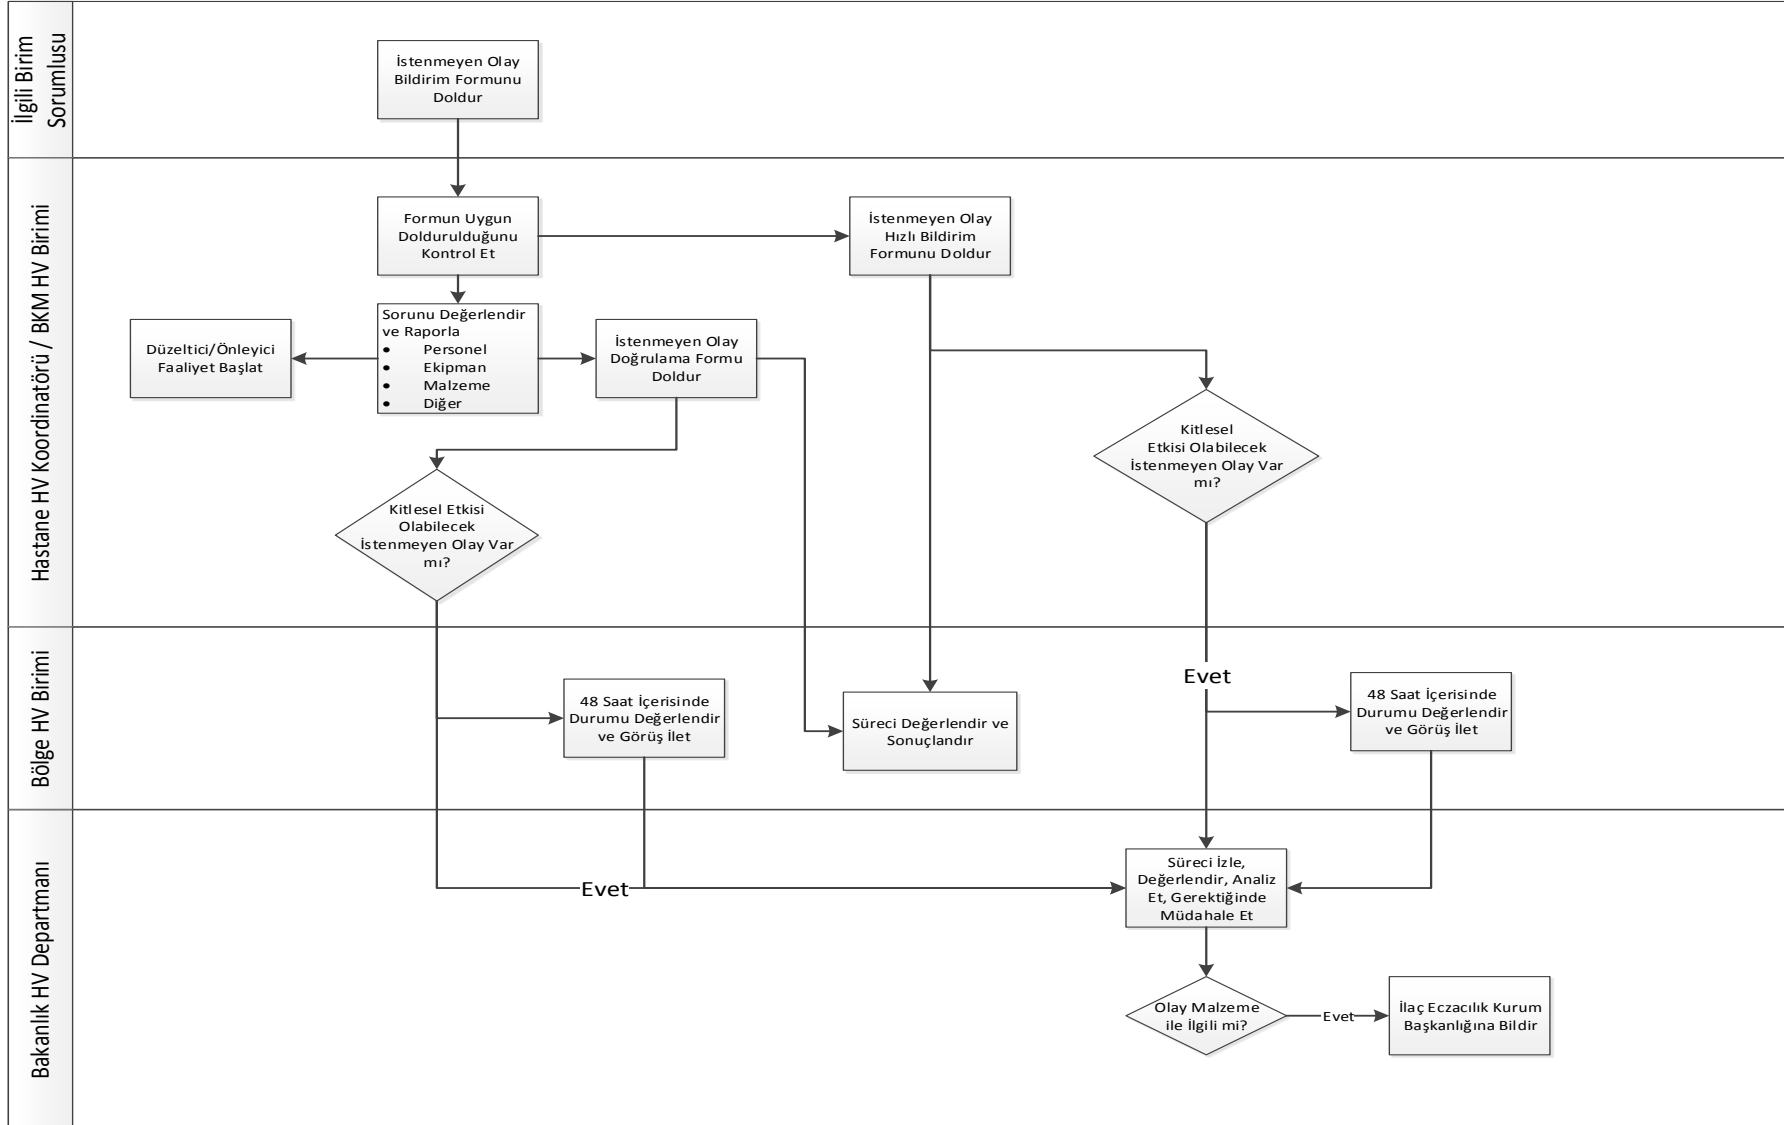 İlgili Birim
Sorumlusu
İstenmeyen Olay
Bildirim Formunu
Doldur
Hastane HV Koordinatörü / BKM HV Birimi
Formun Uygun
Doldurulduğunu
Kontrol Et
İstenmeyen Olay
Hızlı Bildirim
Formunu Doldur
Düzeltici/Önleyici
Faaliyet Başlat
Sorunu Değerlendir
ve Raporla
• Personel
• Ekipman
• Malzeme
• Diğer
İstenmeyen Olay
Doğrulama Formu
Doldur
Kitlesel
Etkisi Olabilecek
İstenmeyen Olay Var
mı?
Kitlesel Etkisi
Olabilecek
İstenmeyen Olay Var
mı?
Bölge HV Birimi
Evet
48 Saat İçerisinde
Durumu Değerlendir
ve Görüş İlet
Süreci Değerlendir ve
Sonuçlandır
48 Saat İçerisinde
Durumu Değerlendir
ve Görüş İlet
Bakanlık HV Departmanı
Evet
Süreci İzle,
Değerlendir, Analiz
Et, Gerektiğinde
Müdahale Et
Olay Malzeme
ile İlgili mi?
Evet
İlaç Eczacılık Kurum
Başkanlığına Bildir